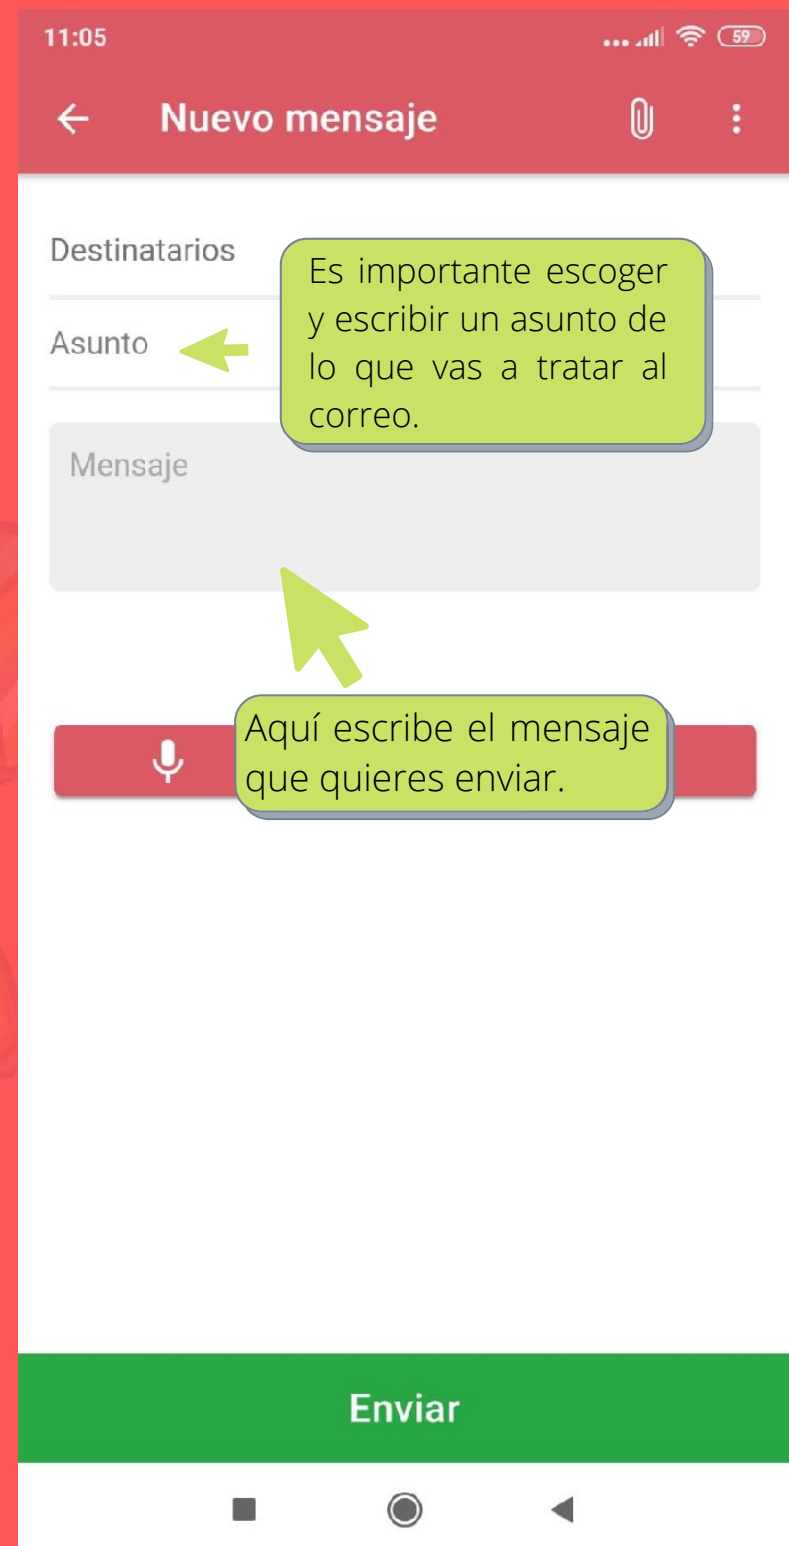 11:05
59
Nuevo mensaje
Destinatarios
Es importante escoger
y escribir un asunto de
lo que vas a tratar al
correo.
Asunto
Mensaje
Aquí escribe el mensaje
que quieres enviar.
Enviar